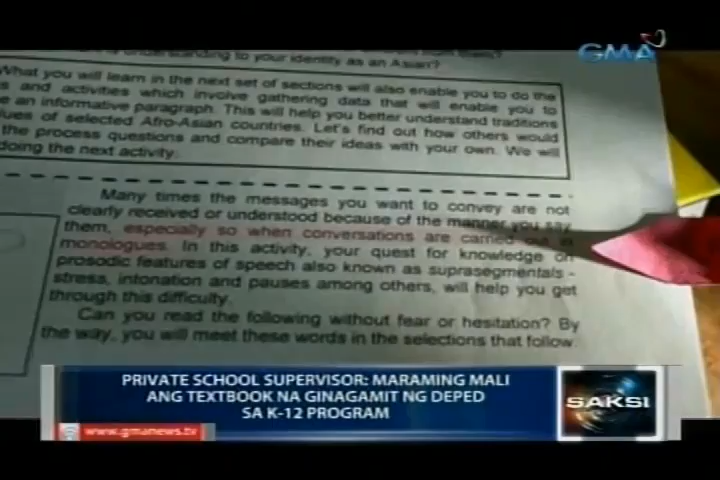 GMA
is understanding to your identity as an Asian?
What you will learn in the next set of sections will also enable you to do the
s and activities which involve gathering data that will enable you to
e an informative paragraph. This will help you better understand traditions
lues of selected Afro-Asian countries. Let's find out how others would
the process questions and compare their ideas with your own. We will
doing the next activity.
Many times the messages you want to convey are not
clearly received or understood because of the manner you say
them, especially so when conversations are carried out in
monologues. In this activity, your quest for knowledge on
prosodic features of speech also known as suprasegmentals -
stress, intonation and pauses among others, will help you get
through this difficulty.
Can you read the following without fear or hesitation? By
the way, you will meet these words in the selections that follow.
PRIVATE SCHOOL SUPERVISOR: MARAMING MALI
ANG TEXTBOOK NA GINAGAMIT NG DEPED
SA K-12 PROGRAM
SAKSI
www.gmanews.tv